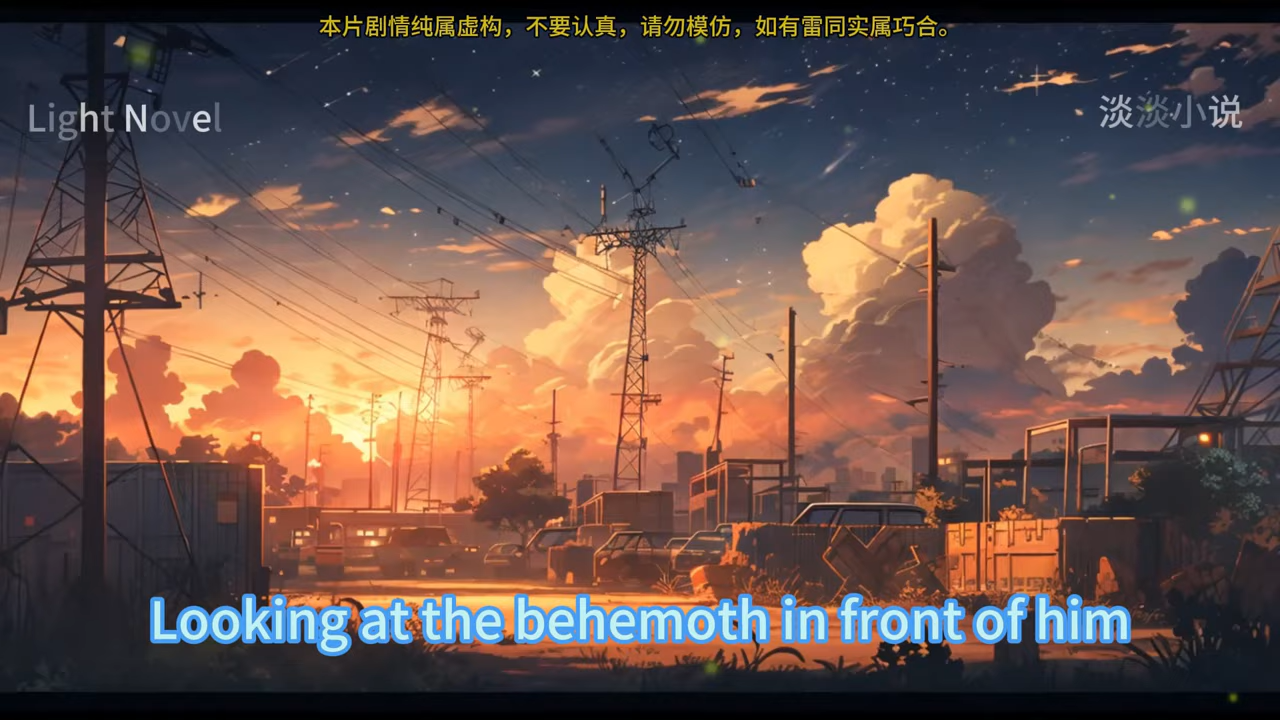 本片剧情纯属虚构，不要认真，请勿模仿，如有雷同实属巧合。
Light Novel
淡淡小说
Looking at the behemoth in front of him